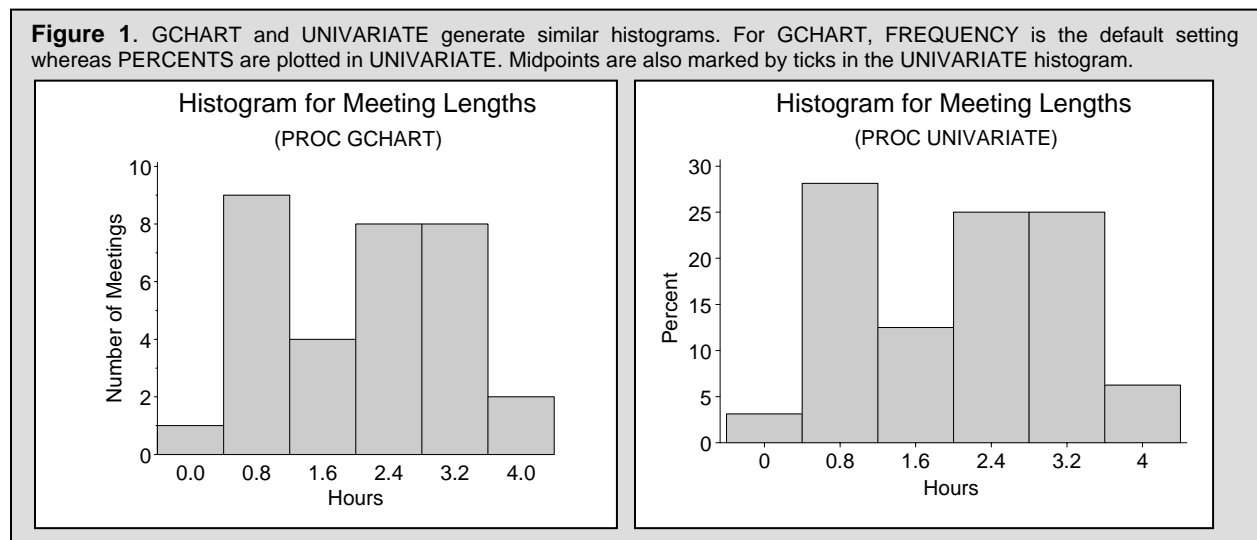 Figure 1. GCHART and UNIVARIATE generate similar histograms. For GCHART, FREQUENCY is the default setting
whereas PERCENTS are plotted in UNIVARIATE. Midpoints are also marked by ticks in the UNIVARIATE histogram.
Histogram for Meeting Lengths
(PROC GCHART)
Number of Meetings
10
8
6
4
2
0
0.0 0.8 1.6 2.4 3.2 4.0
Hours
Histogram for Meeting Lengths
(PROC UNIVARIATE)
Percent
30
25
20
15
10
5
0
0 0.8 1.6 2.4 3.2 4
Hours